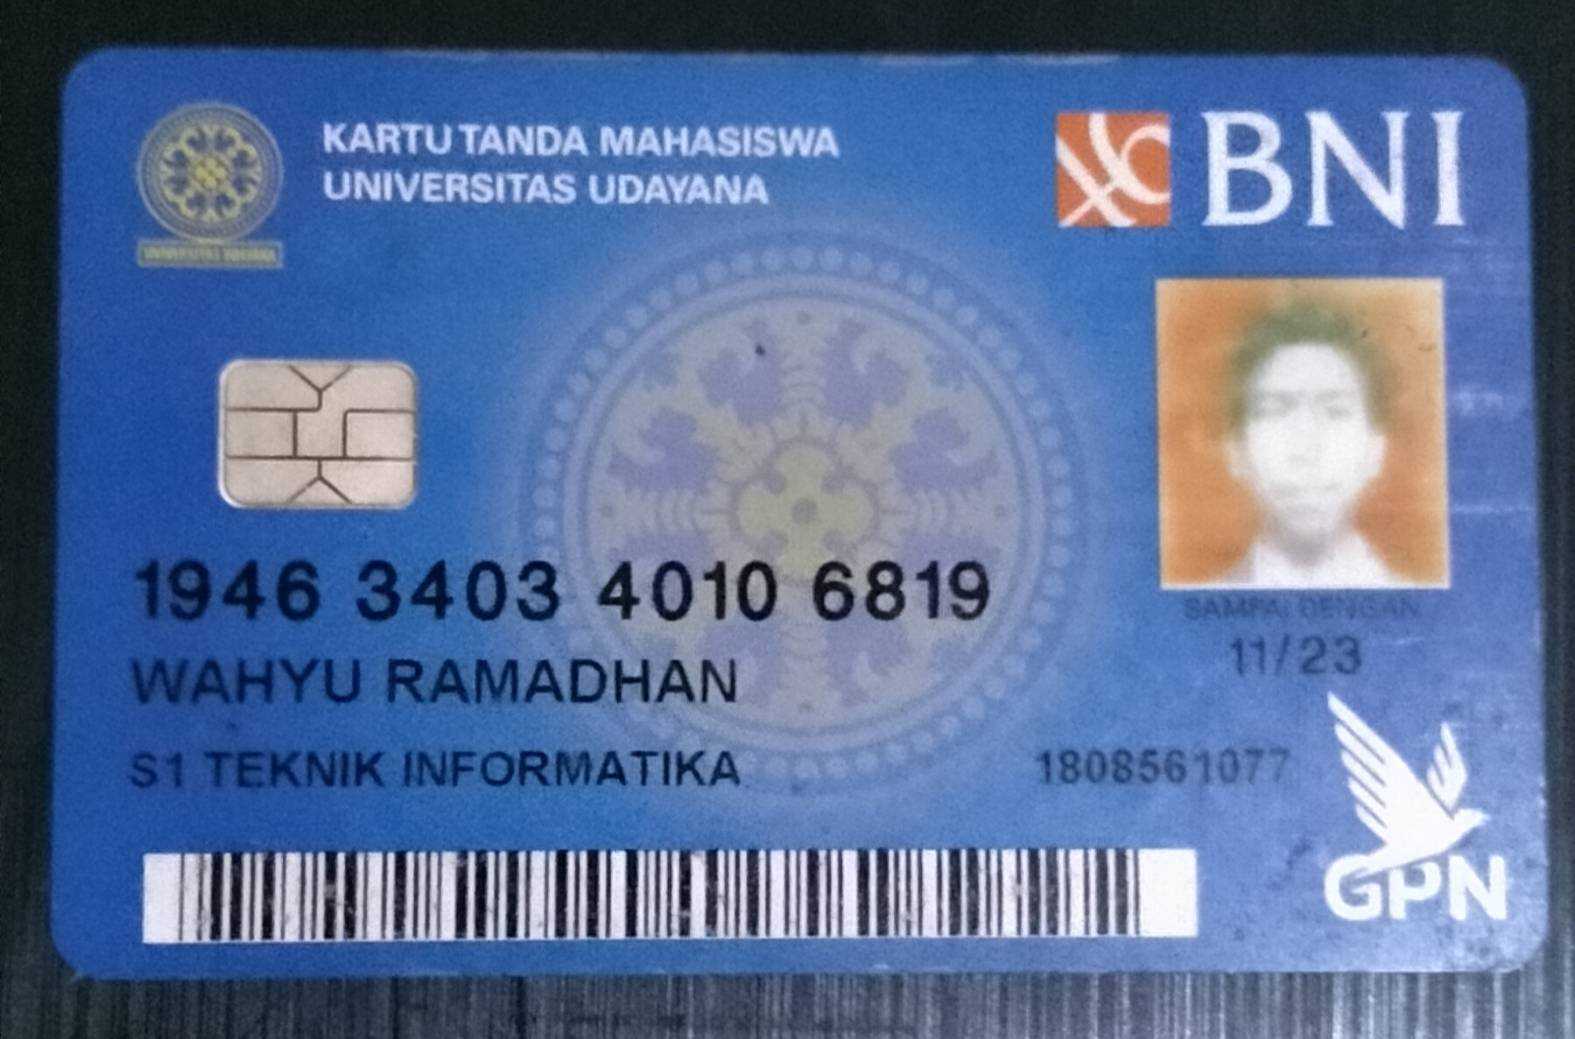 KARTU TANDA MAHASISWA
UNIVERSITAS UDAYANA
BNI
UNIVERSITAS UDAYANA
1946 3403 4010 6819
SAMPAI DENGAN
11/23
WAHYU RAMADHAN
S1 TEKNIK INFORMATIKA
1808561077
GPN